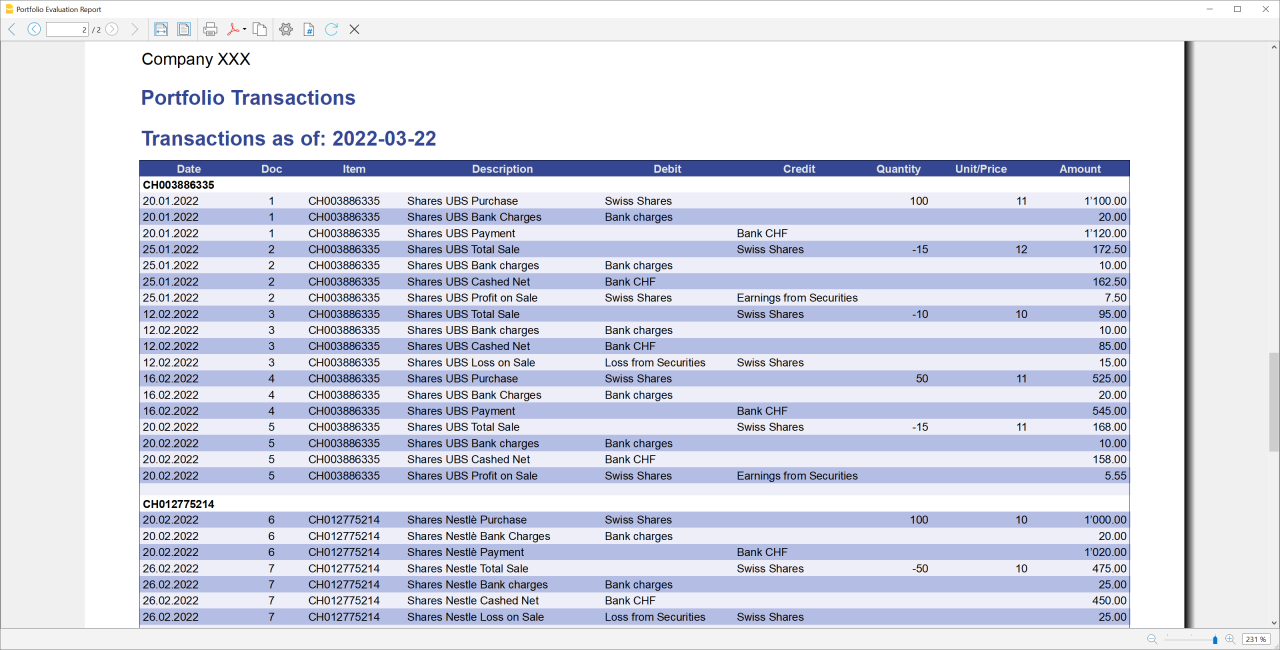 Portfolio Evaluation Report
2 / 2
Company XXX
Portfolio Transactions
Transactions as of: 2022-03-22
Date Doc Item Description Debit Credit Quantity Unit/Price Amount
CH003886335
20.01.2022 1 CH003886335 Shares UBS Purchase Swiss Shares 100 11 1'100.00
20.01.2022 1 CH003886335 Shares UBS Bank Charges Bank charges 20.00
20.01.2022 1 CH003886335 Shares UBS Payment Bank CHF 1'120.00
25.01.2022 2 CH003886335 Shares UBS Total Sale Swiss Shares -15 12 172.50
25.01.2022 2 CH003886335 Shares UBS Bank charges Bank charges 10.00
25.01.2022 2 CH003886335 Shares UBS Cashed Net Bank CHF 162.50
25.01.2022 2 CH003886335 Shares UBS Profit on Sale Swiss Shares Earnings from Securities 7.50
12.02.2022 3 CH003886335 Shares UBS Total Sale Swiss Shares -10 10 95.00
12.02.2022 3 CH003886335 Shares UBS Bank charges Bank charges 10.00
12.02.2022 3 CH003886335 Shares UBS Cashed Net Bank CHF 85.00
12.02.2022 3 CH003886335 Shares UBS Loss on Sale Loss from Securities Swiss Shares 15.00
16.02.2022 4 CH003886335 Shares UBS Purchase Swiss Shares 50 11 525.00
16.02.2022 4 CH003886335 Shares UBS Bank Charges Bank charges 20.00
16.02.2022 4 CH003886335 Shares UBS Payment Bank CHF 545.00
20.02.2022 5 CH003886335 Shares UBS Total Sale Swiss Shares -15 11 168.00
20.02.2022 5 CH003886335 Shares UBS Bank charges Bank charges 10.00
20.02.2022 5 CH003886335 Shares UBS Cashed Net Bank CHF 158.00
20.02.2022 5 CH003886335 Shares UBS Profit on Sale Swiss Shares Earnings from Securities 5.55
CH012775214
20.02.2022 6 CH012775214 Shares Nestlè Purchase Swiss Shares 100 10 1'000.00
20.02.2022 6 CH012775214 Shares Nestlè Bank Charges Bank charges 20.00
20.02.2022 6 CH012775214 Shares Nestlè Payment Bank CHF 1'020.00
26.02.2022 7 CH012775214 Shares Nestle Total Sale Swiss Shares -50 10 475.00
26.02.2022 7 CH012775214 Shares Nestle Bank charges Bank charges 25.00
26.02.2022 7 CH012775214 Shares Nestle Cashed Net Bank CHF 450.00
26.02.2022 7 CH012775214 Shares Nestle Loss on Sale Loss from Securities Swiss Shares 25.00
231 %